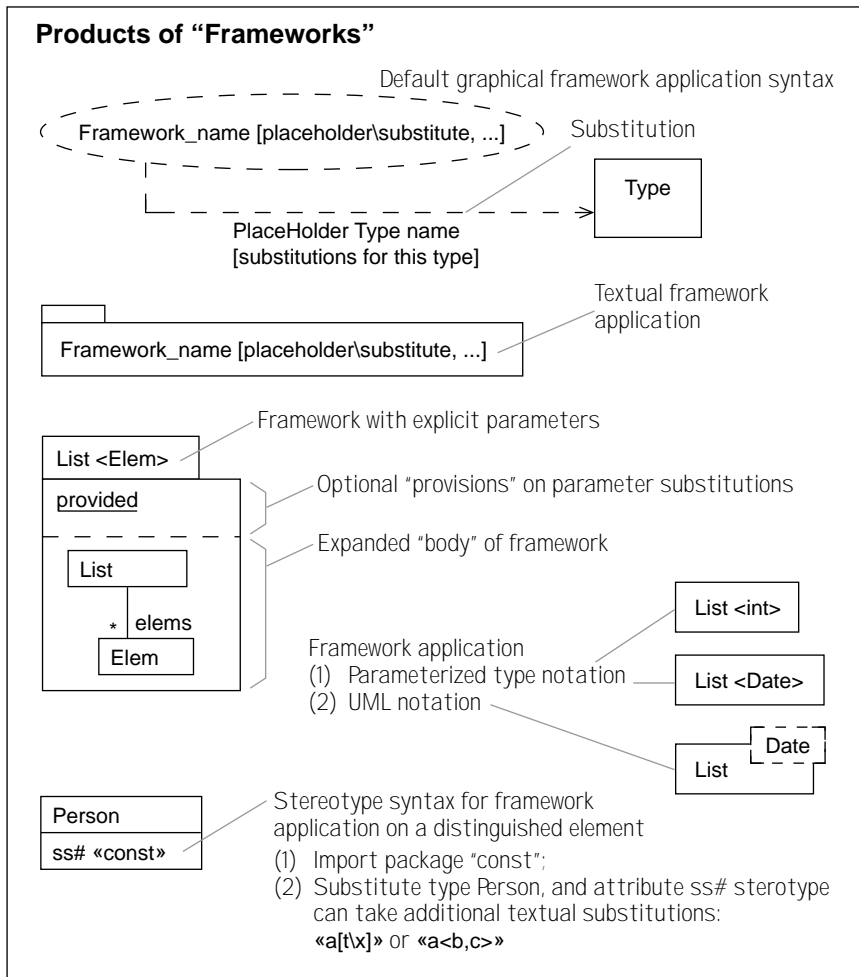 Products of “Frameworks”
Default graphical framework application syntax
Framework_name [placeholder\substitute, ...]
Substitution
Type
PlaceHolder Type name
[substitutions for this type]
Textual framework
application
Framework_name [placeholder\substitute, ...]
Framework with explicit parameters
List <Elem>
Optional “provisions” on parameter substitutions
provided
Expanded “body” of framework
List
* elems
Elem
List <int>
Framework application
(1) Parameterized type notation
List <Date>
(2) UML notation
Date
List
Stereotype syntax for framework
application on a distinguished element
Person
ss# «const»
(1) Import package “const”;
(2) Substitute type Person, and attribute ss# sterotype
can take additional textual substitutions:
«a[t\x]» or «a<b,c>»